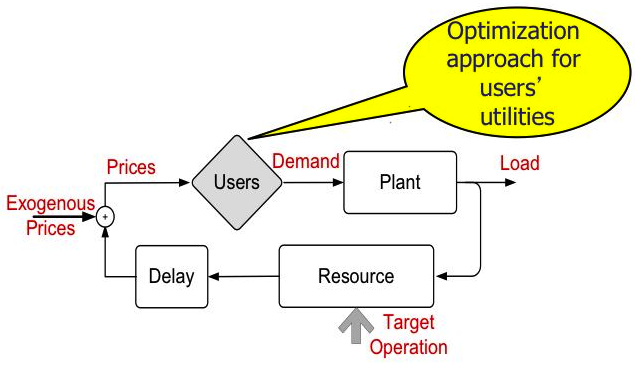 Optimization
approach for
users’
utilities
Prices
Users
Demand
Plant
Load
Exogenous
Prices
+
Delay
Resource
Target
Operation